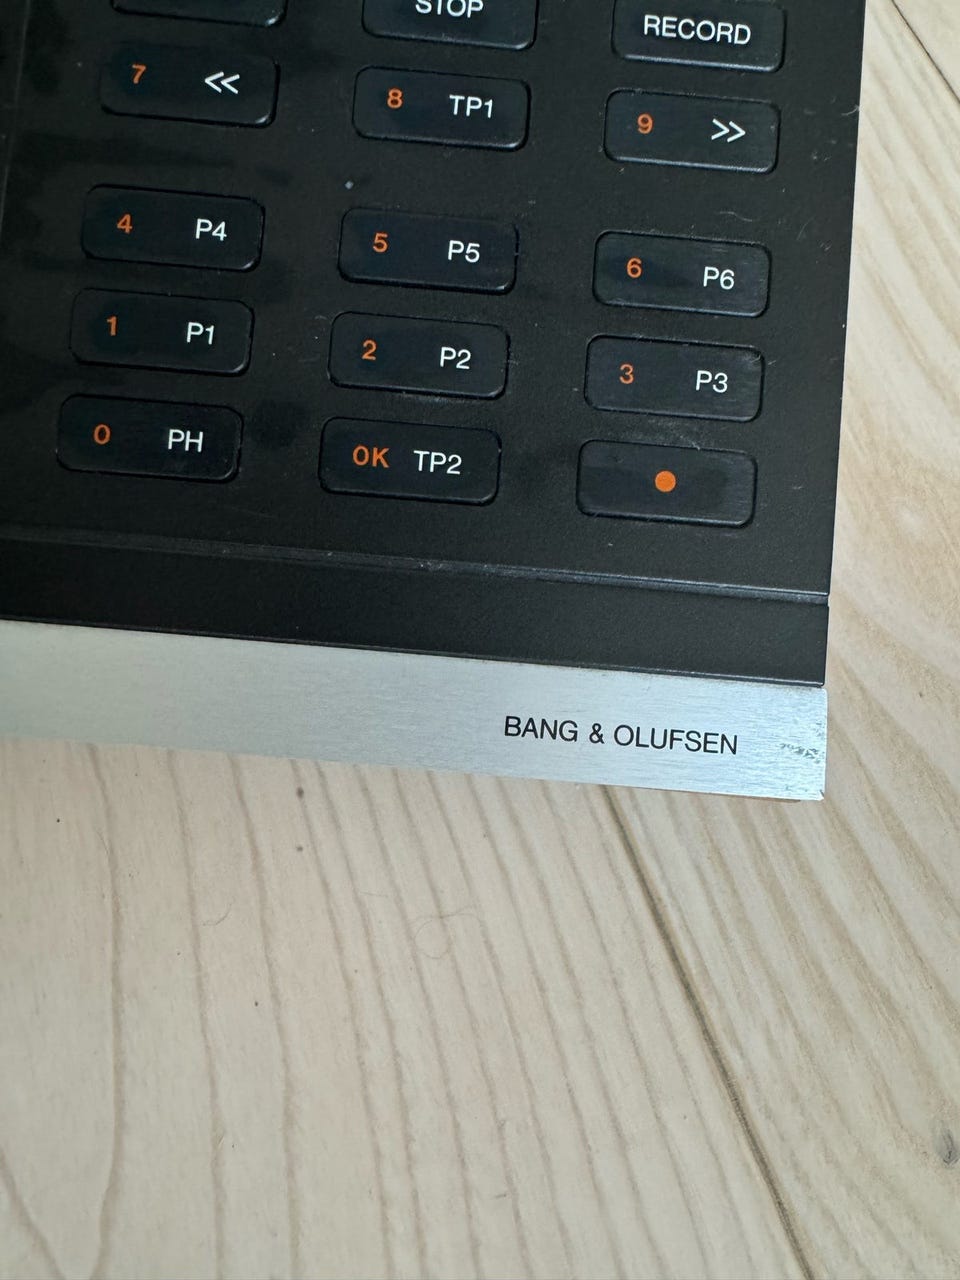 STOP RECORD
7 << 8 TP1 9 >>
4 P4 5 P5 6 P6
1 P1 2 P2 3 P3
0 PH OK TP2
BANG & OLUFSEN